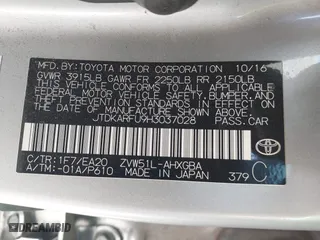 MFD.BY:TOYOTA MOTOR CORPORATION 10/16
GVWR 3915LB GAWR FR 2250LB RR 2150LB
THIS VEHICLE CONFORMS TO ALL APPLICABLE
FEDERAL MOTOR VEHICLE SAFETY, BUMPER, AND
THEFT PREVENTION STANDARDS IN EFFECT ON
THE DATE OF MANUFACTURE SHOWN ABOVE.
JTDKARFU9H3037028 PASS.CAR
C/TR:1F7/EA20 ZVW51L-AHXGBA
A/TM:-01A/P610 MADE IN JAPAN 379 C
TOYOTA